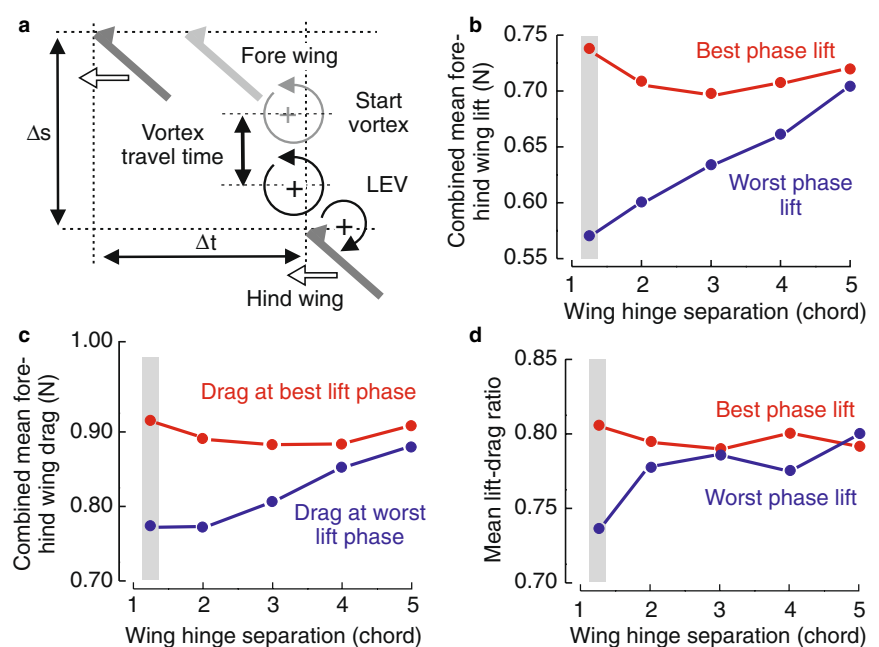 a
Fore wing
Start
vortex
Δs
Vortex
travel time
LEV
Δt
Hind wing
b
Combined mean fore-
hind wing lift (N)
0.75
0.70
0.65
0.60
0.55
Best phase lift
Worst phase
lift
1 2 3 4 5
Wing hinge separation (chord)
c
Combined mean fore-
hind wing drag (N)
1.00
0.90
0.80
0.70
Drag at best lift phase
Drag at worst
lift phase
1 2 3 4 5
Wing hinge separation (chord)
d
Mean lift-drag ratio
0.85
0.80
0.75
0.70
Best phase lift
Worst phase lift
1 2 3 4 5
Wing hinge separation (chord)